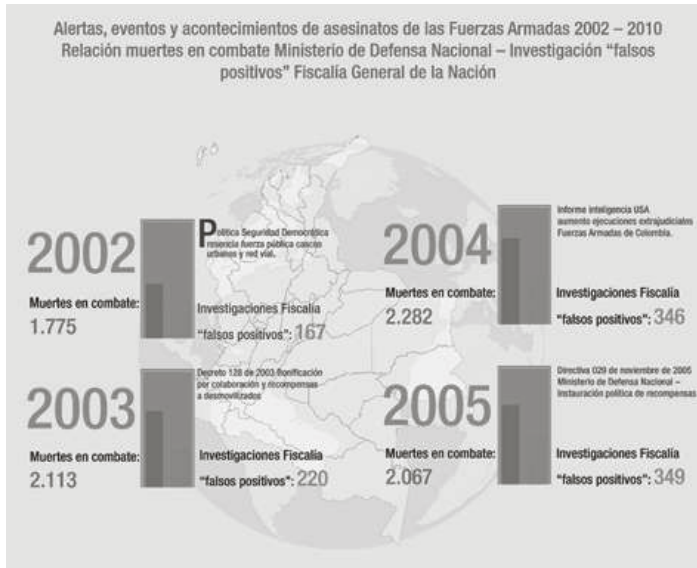 Alertas, eventos y acontecimientos de asesinatos de las Fuerzas Armadas 2002 – 2010
Relación muertes en combate Ministerio de Defensa Nacional – Investigación “falsos
positivos” Fiscalía General de la Nación
2002
Muertes en combate:
1.775
Política Seguridad Democrática
presencia fuerza pública cascos
urbanos y red vial.
Investigaciones Fiscalía
“falsos positivos”: 167
2003
Muertes en combate:
2.113
Decreto 128 de 2003 Bonificación
por colaboración y recompensas
a desmovilizados
Investigaciones Fiscalía
“falsos positivos”: 220
2004
Muertes en combate:
2.282
Informe inteligencia USA
aumento ejecuciones extrajudiciales
Fuerzas Armadas de Colombia.
Investigaciones Fiscalía
“falsos positivos”: 346
2005
Muertes en combate:
2.067
Directiva 029 de noviembre de 2005
Ministerio de Defensa Nacional –
Instauración política de recompensas
Investigaciones Fiscalía
“falsos positivos”: 349